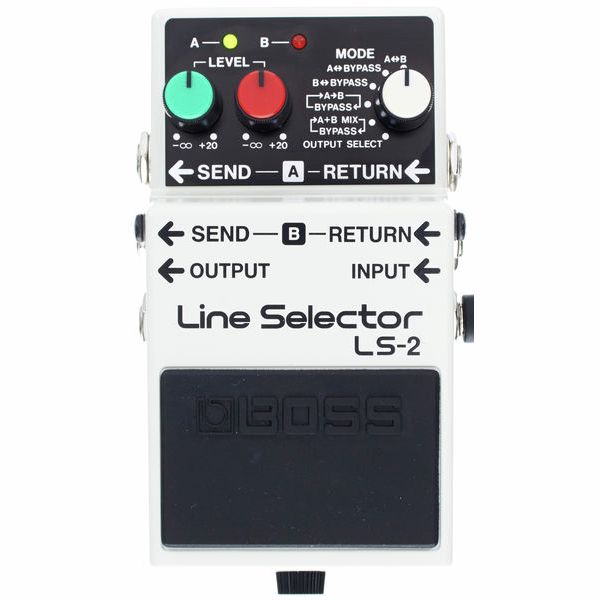 A B
LEVEL
MODE
A↔B
A↔BYPASS
B↔BYPASS
→A→B
BYPASS↵
→A+B MIX
BYPASS↵
OUTPUT SELECT
-∞ +20 -∞ +20
←SEND—A—RETURN←
←SEND—B—RETURN←
←OUTPUT INPUT←
Line Selector
LS-2
BOSS